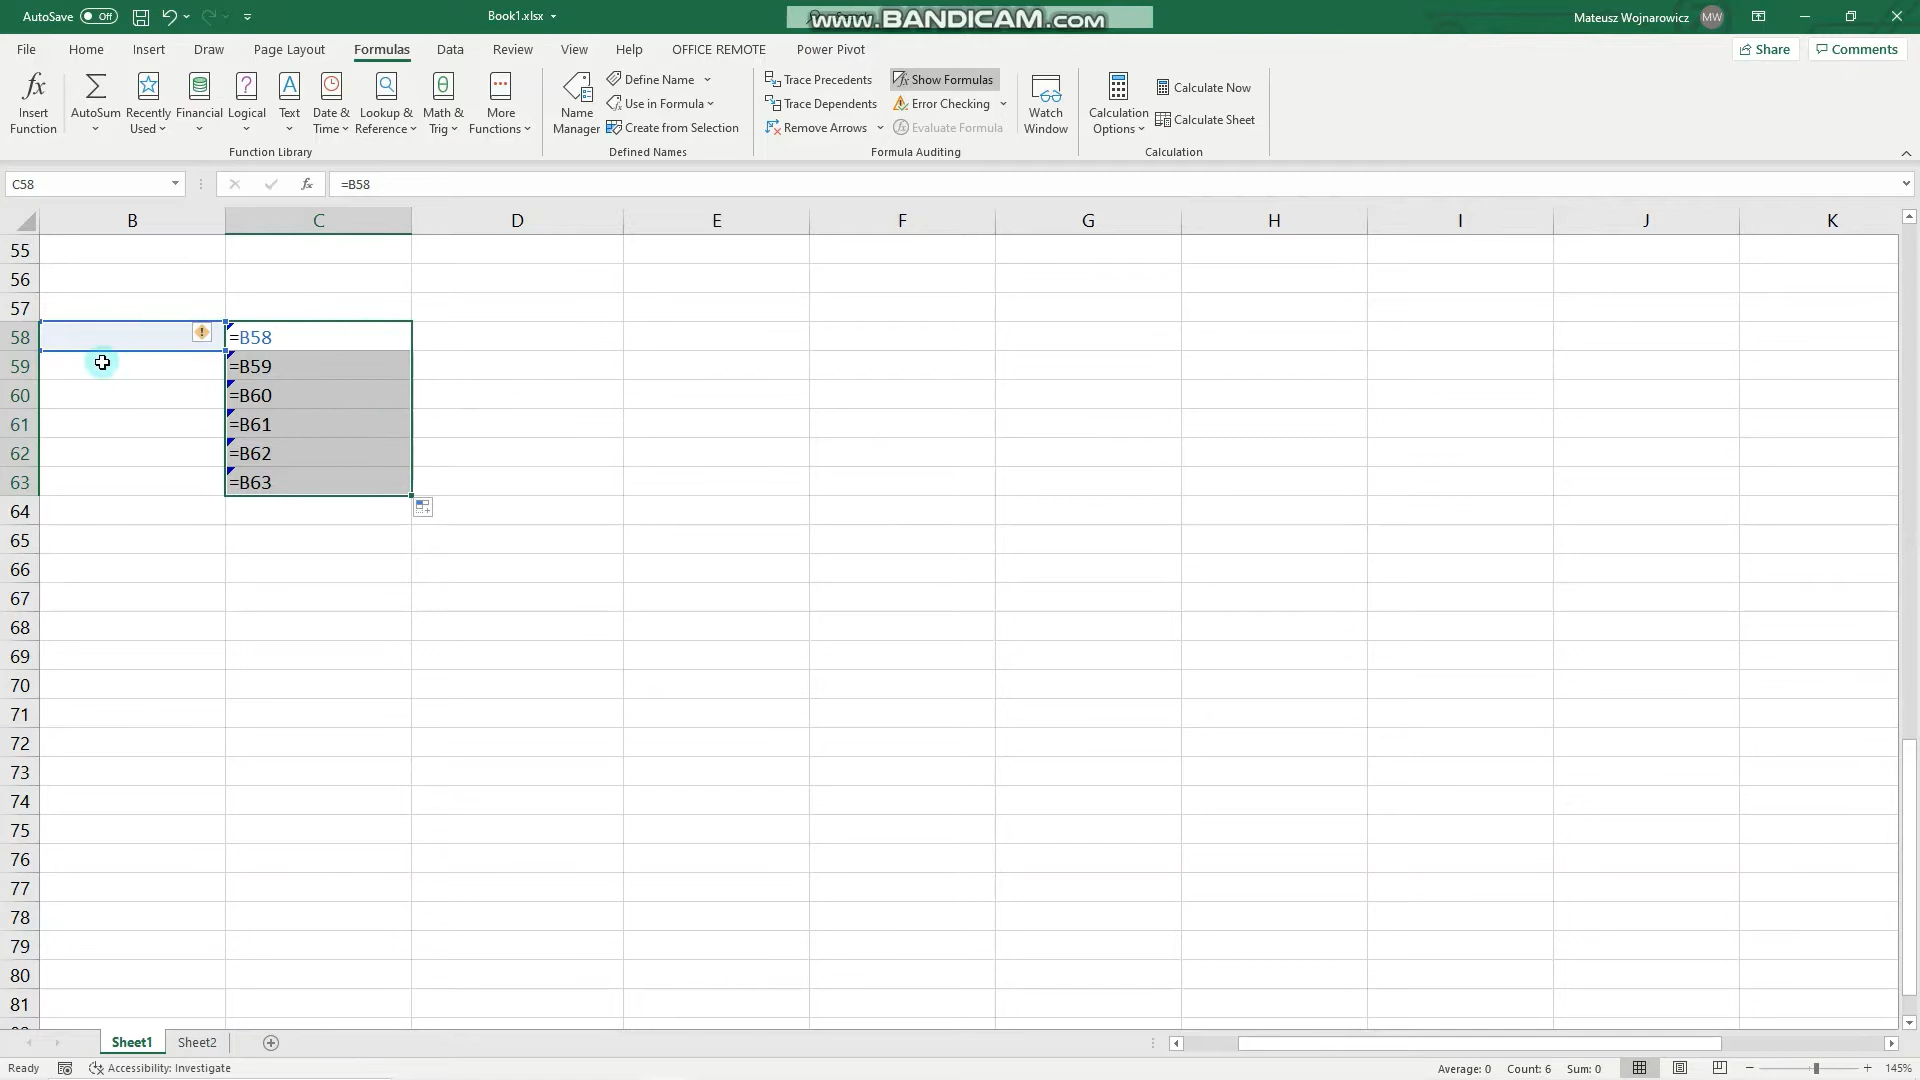 AutoSave Off Book1.xlsx www.BANDICAM.com Mateusz Wojnarowicz MW
File Home Insert Draw Page Layout Formulas Data Review View Help OFFICE REMOTE Power Pivot Share Comments
fx Insert Function
AutoSum
Recently Used
Financial
Logical
Text
Date & Time
Lookup & Reference
Math & Trig
More Functions
Function Library
Name Manager
Define Name
Use in Formula
Create from Selection
Defined Names
Trace Precedents
Trace Dependents
Remove Arrows
Show Formulas
Error Checking
Evaluate Formula
Formula Auditing
Watch Window
Calculation Options
Calculate Now
Calculate Sheet
Calculation
C58 fx =B58
B C D E F G H I J K
55
56
57
58 =B58
59 =B59
60 =B60
61 =B61
62 =B62
63 =B63
64
65
66
67
68
69
70
71
72
73
74
75
76
77
78
79
80
81
Sheet1 Sheet2
Ready Accessibility: Investigate Average: 0 Count: 6 Sum: 0 145%